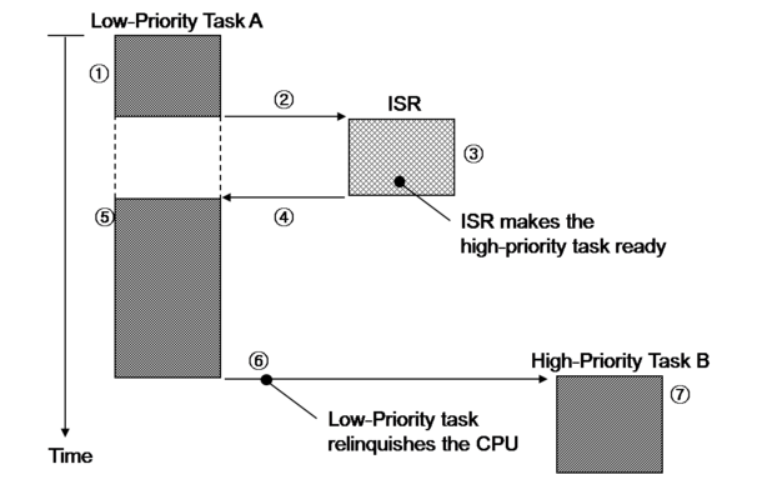 Low-Priority Task A
①
②
ISR
③
⑤
④
ISR makes the
high-priority task ready
⑥
High-Priority Task B
⑦
Low-Priority task
relinquishes the CPU
Time